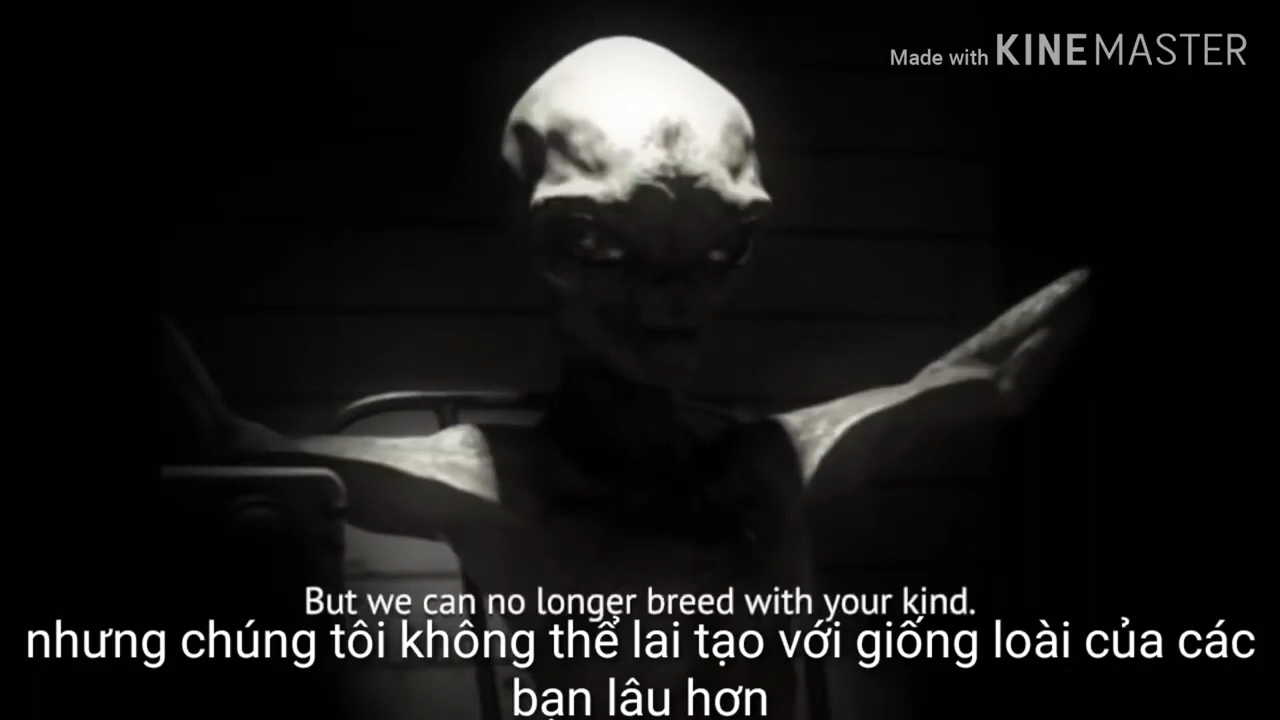 Made with KINEMASTER
But we can no longer breed with your kind.
nhưng chúng tôi không thể lai tạo với giống loài của các
bạn lâu hơn